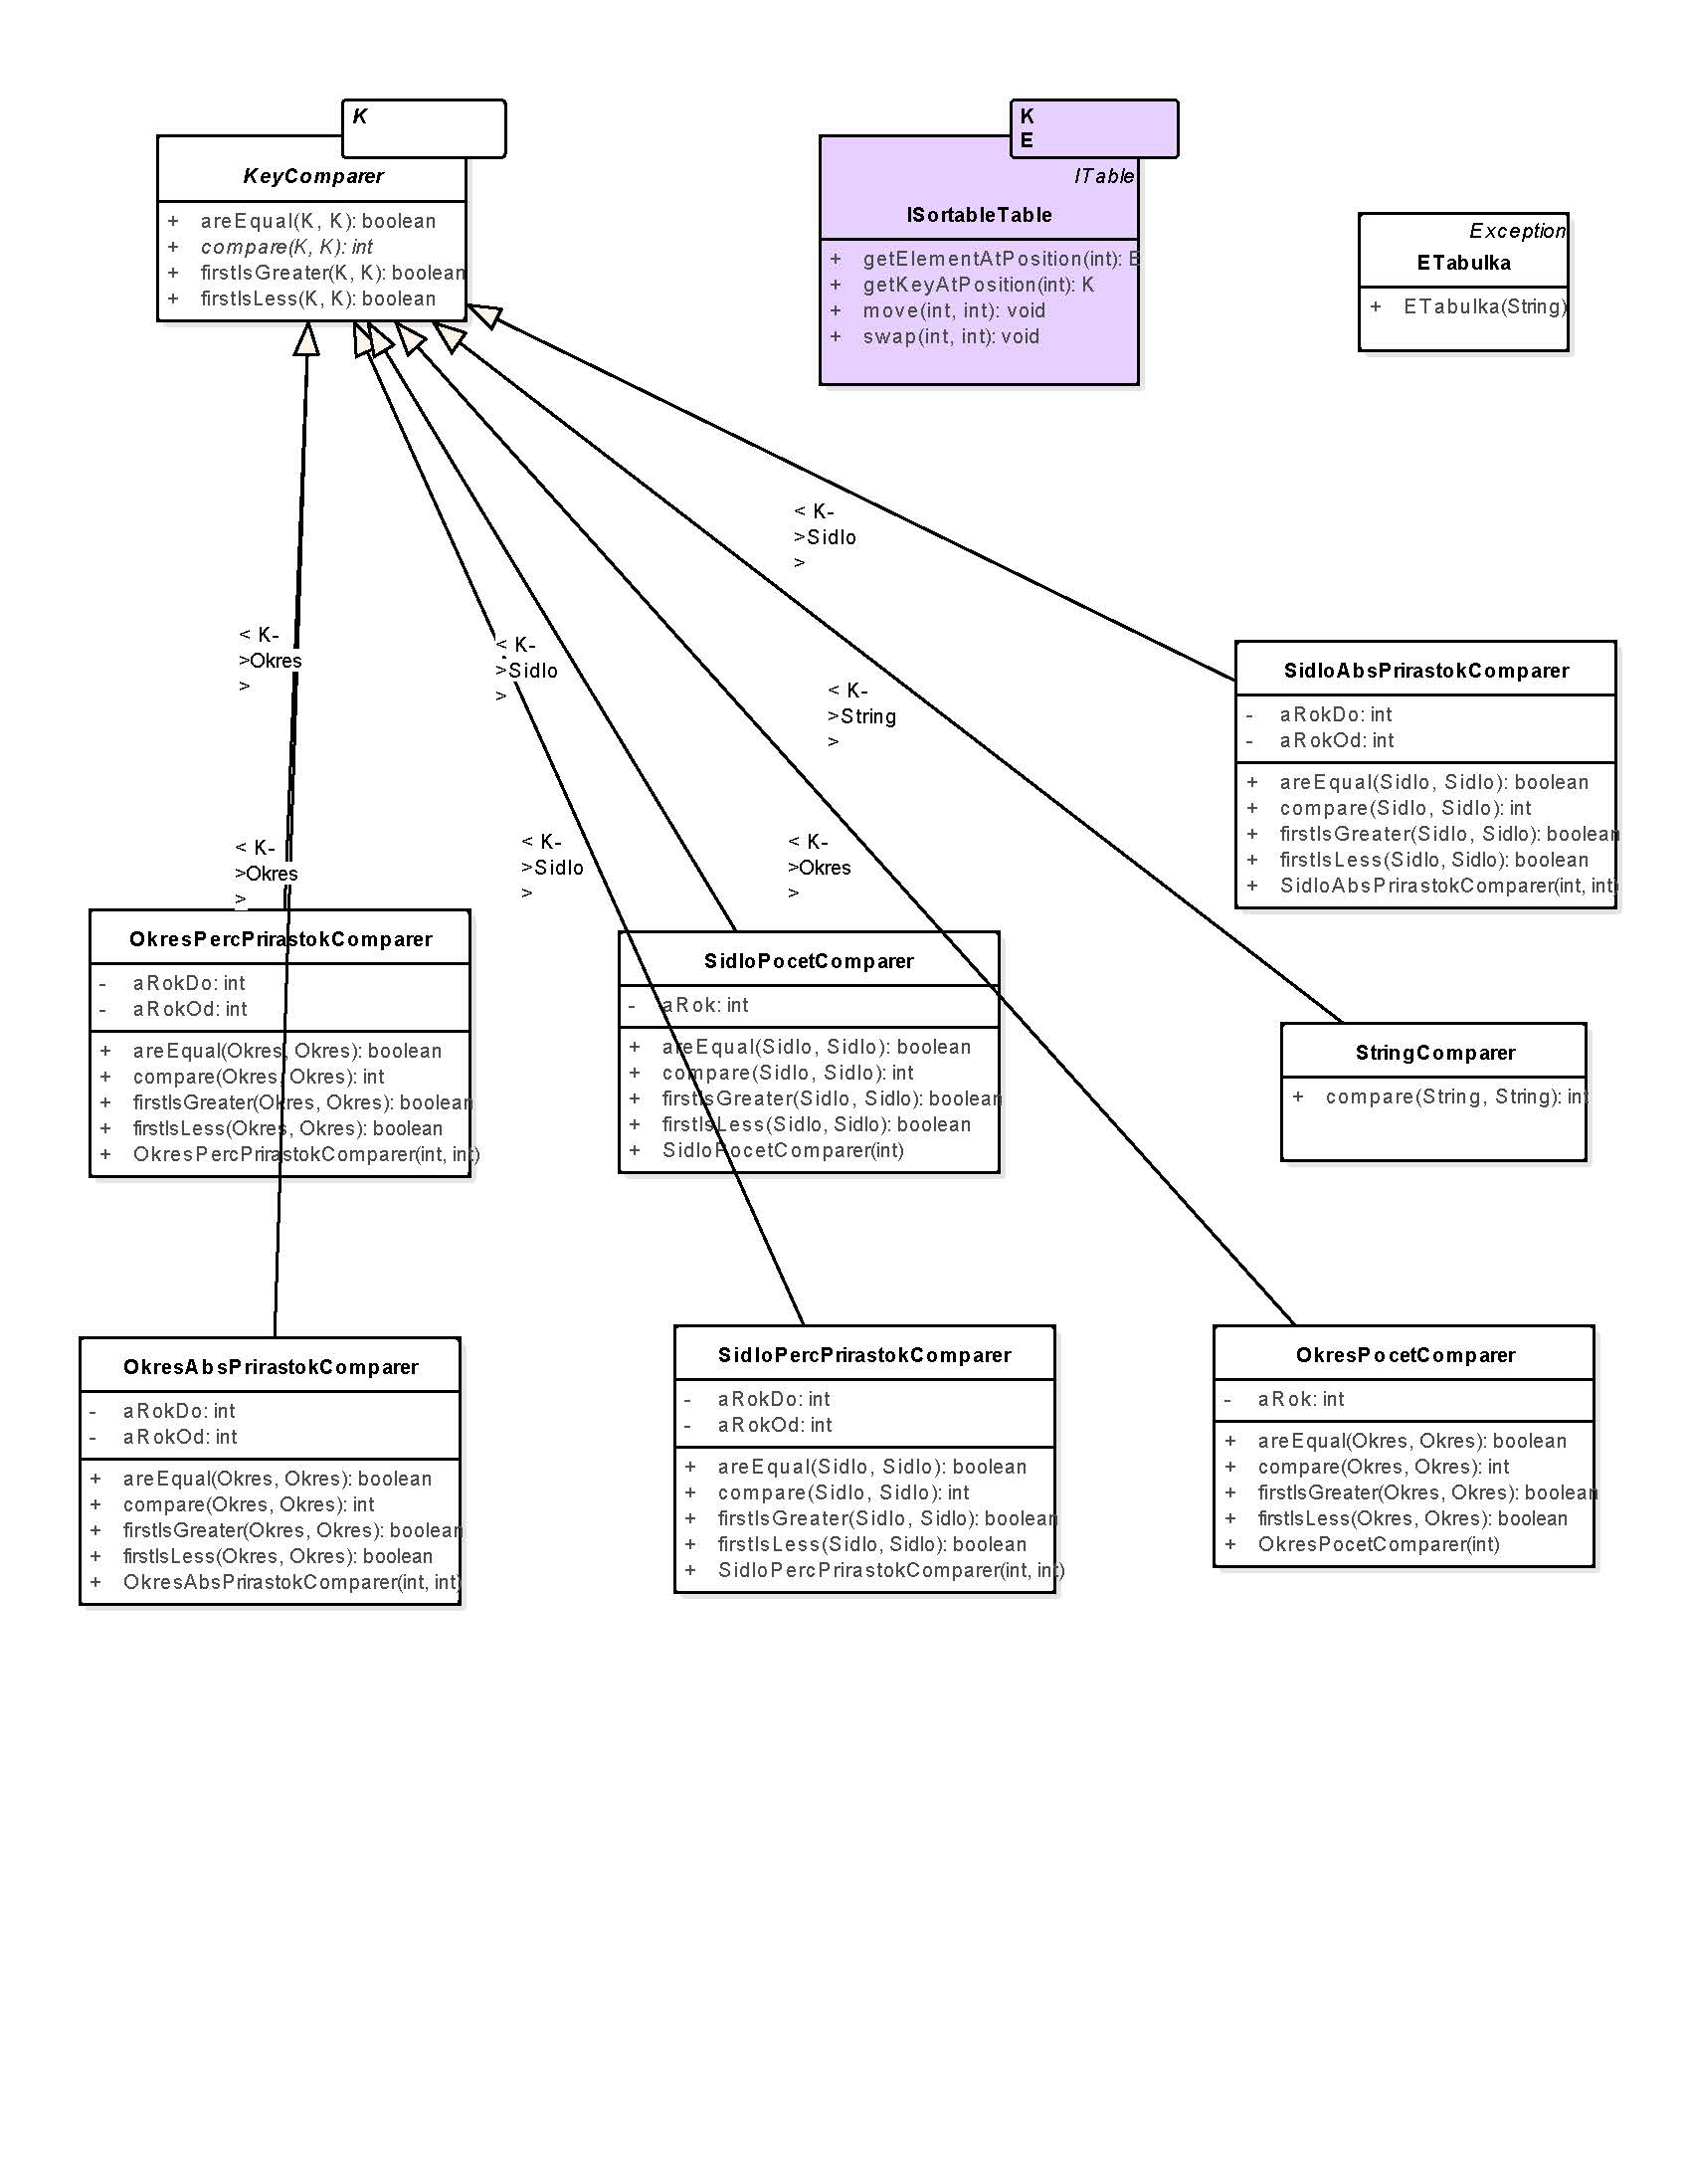 K
KeyComparer
+ areEqual(K, K): boolean
+ compare(K, K): int
+ firstIsGreater(K, K): boolean
+ firstIsLess(K, K): boolean
K
E
ITable
ISortableTable
+ getElementAtPosition(int): E
+ getKeyAtPosition(int): K
+ move(int, int): void
+ swap(int, int): void
Exception
ETabulka
+ ETabulka(String)
< K-
>Sidlo
>
< K-
>Okres
>
< K-
>Sidlo
>
< K-
>String
>
< K-
>Okres
>
< K-
>Sidlo
>
< K-
>Okres
>
SidloAbsPrirastokComparer
- aRokDo: int
- aRokOd: int
+ areEqual(Sidlo, Sidlo): boolean
+ compare(Sidlo, Sidlo): int
+ firstIsGreater(Sidlo, Sidlo): boolean
+ firstIsLess(Sidlo, Sidlo): boolean
+ SidloAbsPrirastokComparer(int, int)
OkresPercPrirastokComparer
- aRokDo: int
- aRokOd: int
+ areEqual(Okres, Okres): boolean
+ compare(Okres, Okres): int
+ firstIsGreater(Okres, Okres): boolean
+ firstIsLess(Okres, Okres): boolean
+ OkresPercPrirastokComparer(int, int)
SidloPocetComparer
- aRok: int
+ areEqual(Sidlo, Sidlo): boolean
+ compare(Sidlo, Sidlo): int
+ firstIsGreater(Sidlo, Sidlo): boolean
+ firstIsLess(Sidlo, Sidlo): boolean
+ SidloPocetComparer(int)
StringComparer
+ compare(String, String): int
OkresAbsPrirastokComparer
- aRokDo: int
- aRokOd: int
+ areEqual(Okres, Okres): boolean
+ compare(Okres, Okres): int
+ firstIsGreater(Okres, Okres): boolean
+ firstIsLess(Okres, Okres): boolean
+ OkresAbsPrirastokComparer(int, int)
SidloPercPrirastokComparer
- aRokDo: int
- aRokOd: int
+ areEqual(Sidlo, Sidlo): boolean
+ compare(Sidlo, Sidlo): int
+ firstIsGreater(Sidlo, Sidlo): boolean
+ firstIsLess(Sidlo, Sidlo): boolean
+ SidloPercPrirastokComparer(int, int)
OkresPocetComparer
- aRok: int
+ areEqual(Okres, Okres): boolean
+ compare(Okres, Okres): int
+ firstIsGreater(Okres, Okres): boolean
+ firstIsLess(Okres, Okres): boolean
+ OkresPocetComparer(int)